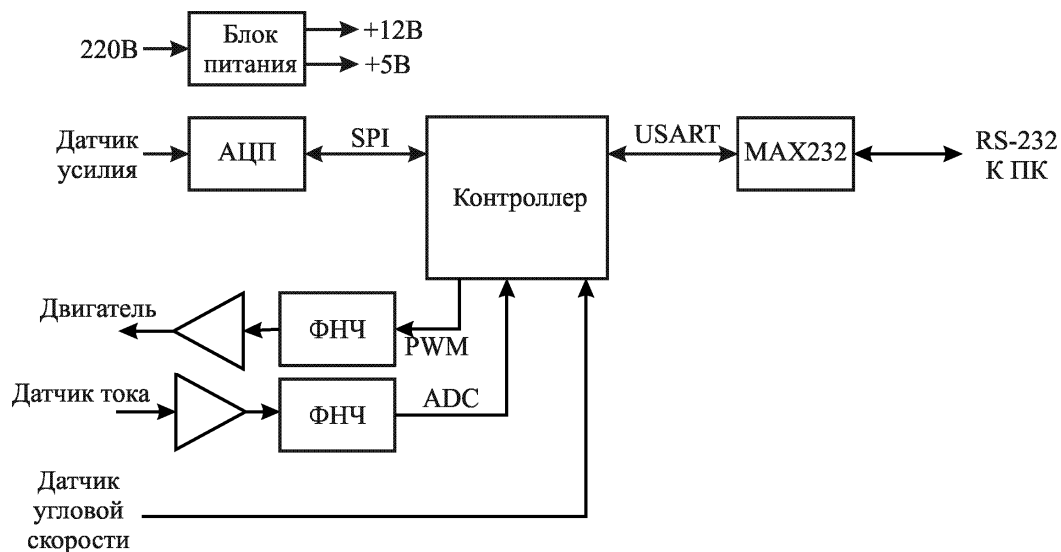 220В
Блок
питания
+12В
+5В
Датчик
усилия
АЦП
SPI
Контроллер
USART
MAX232
RS-232
К ПК
Двигатель
ФНЧ
PWM
Датчик тока
ФНЧ
ADC
Датчик
угловой
скорости